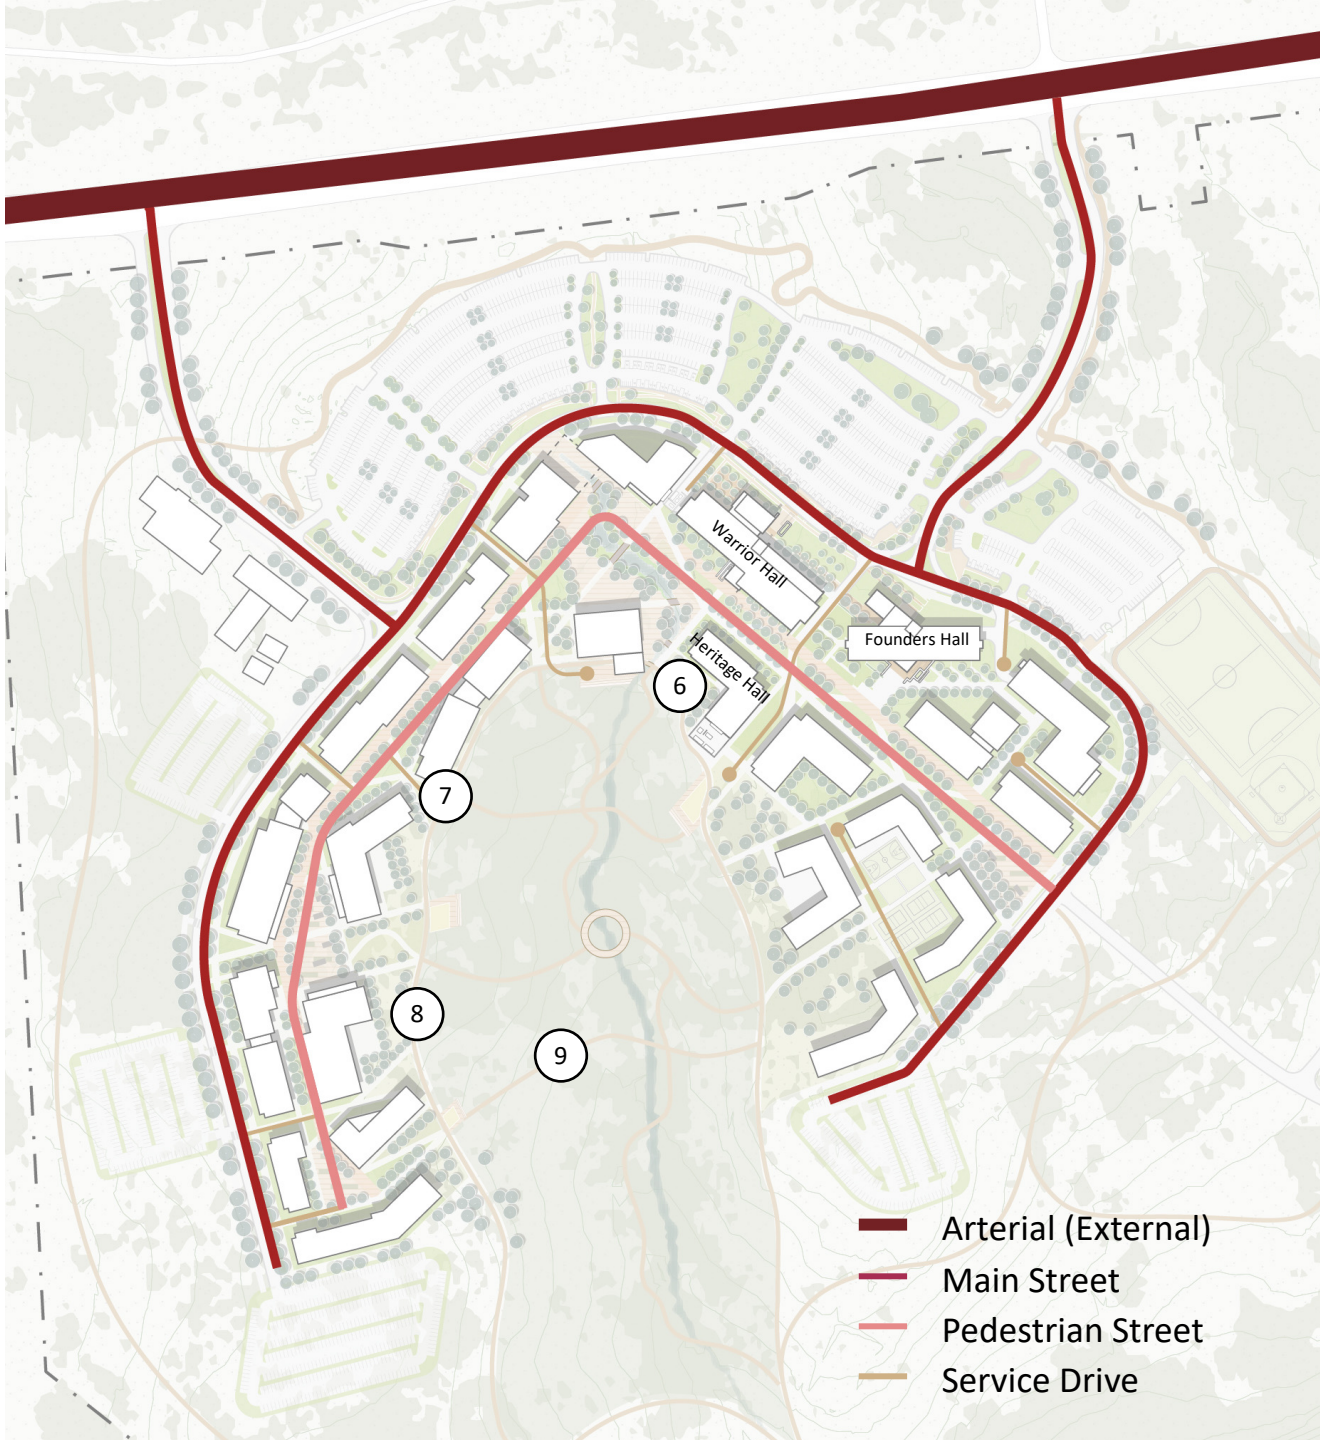 Warrior Hall
Founders Hall
Heritage Hall
6
7
8
9
Arterial (External)
Main Street
Pedestrian Street
Service Drive